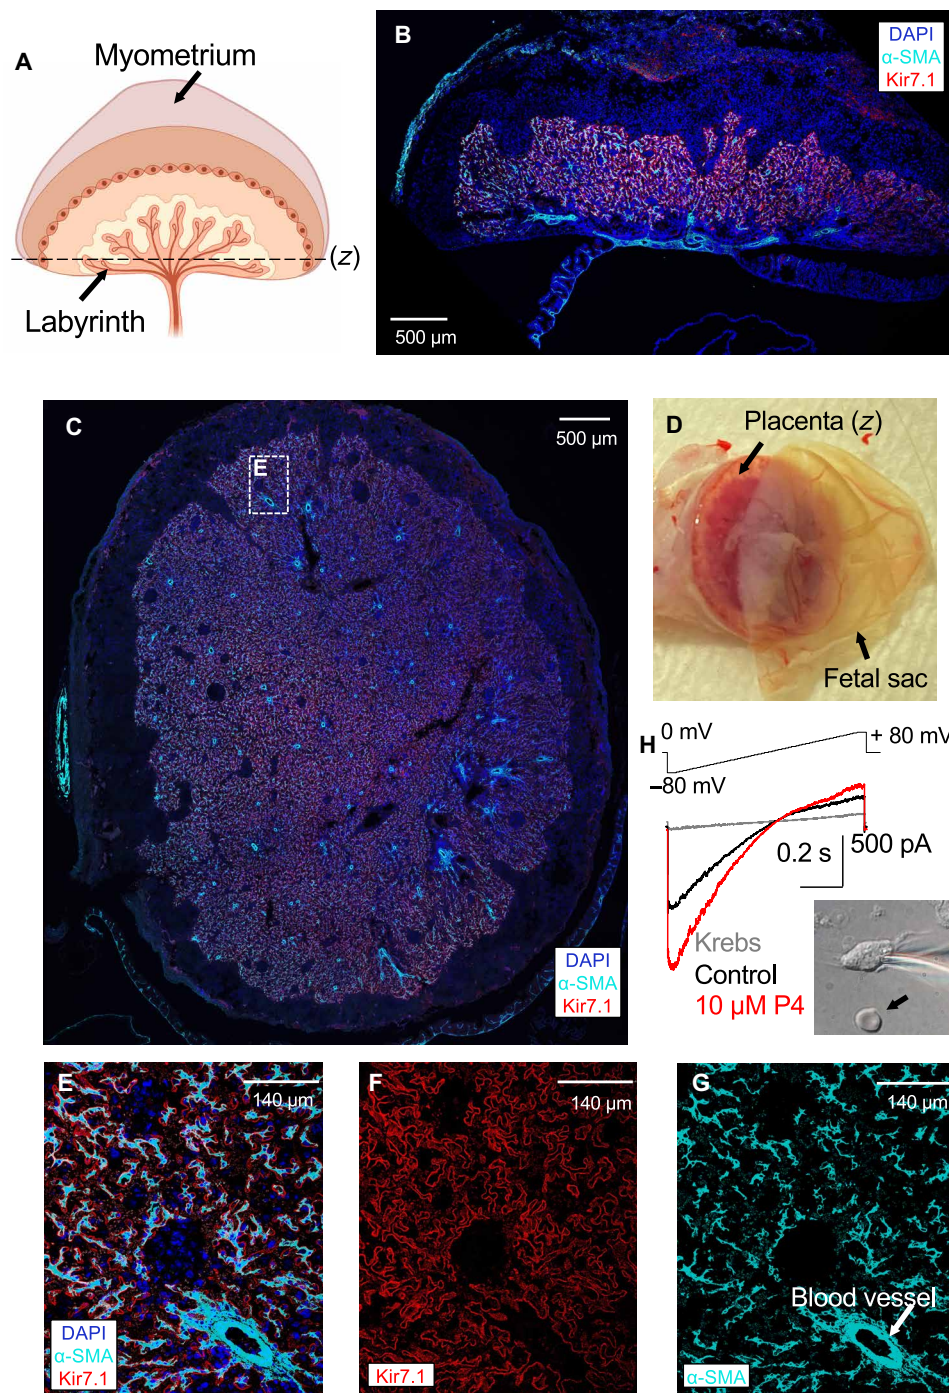 A
Myometrium
(z)
Labyrinth
B
DAPI
α-SMA
Kir7.1
500 µm
C
E
500 µm
DAPI
α-SMA
Kir7.1
D
Placenta (z)
Fetal sac
H
0 mV
+ 80 mV
–80 mV
0.2 s
500 pA
Krebs
Control
10 µM P4
E
140 µm
DAPI
α-SMA
Kir7.1
F
140 µm
Kir7.1
G
140 µm
Blood vessel
α-SMA